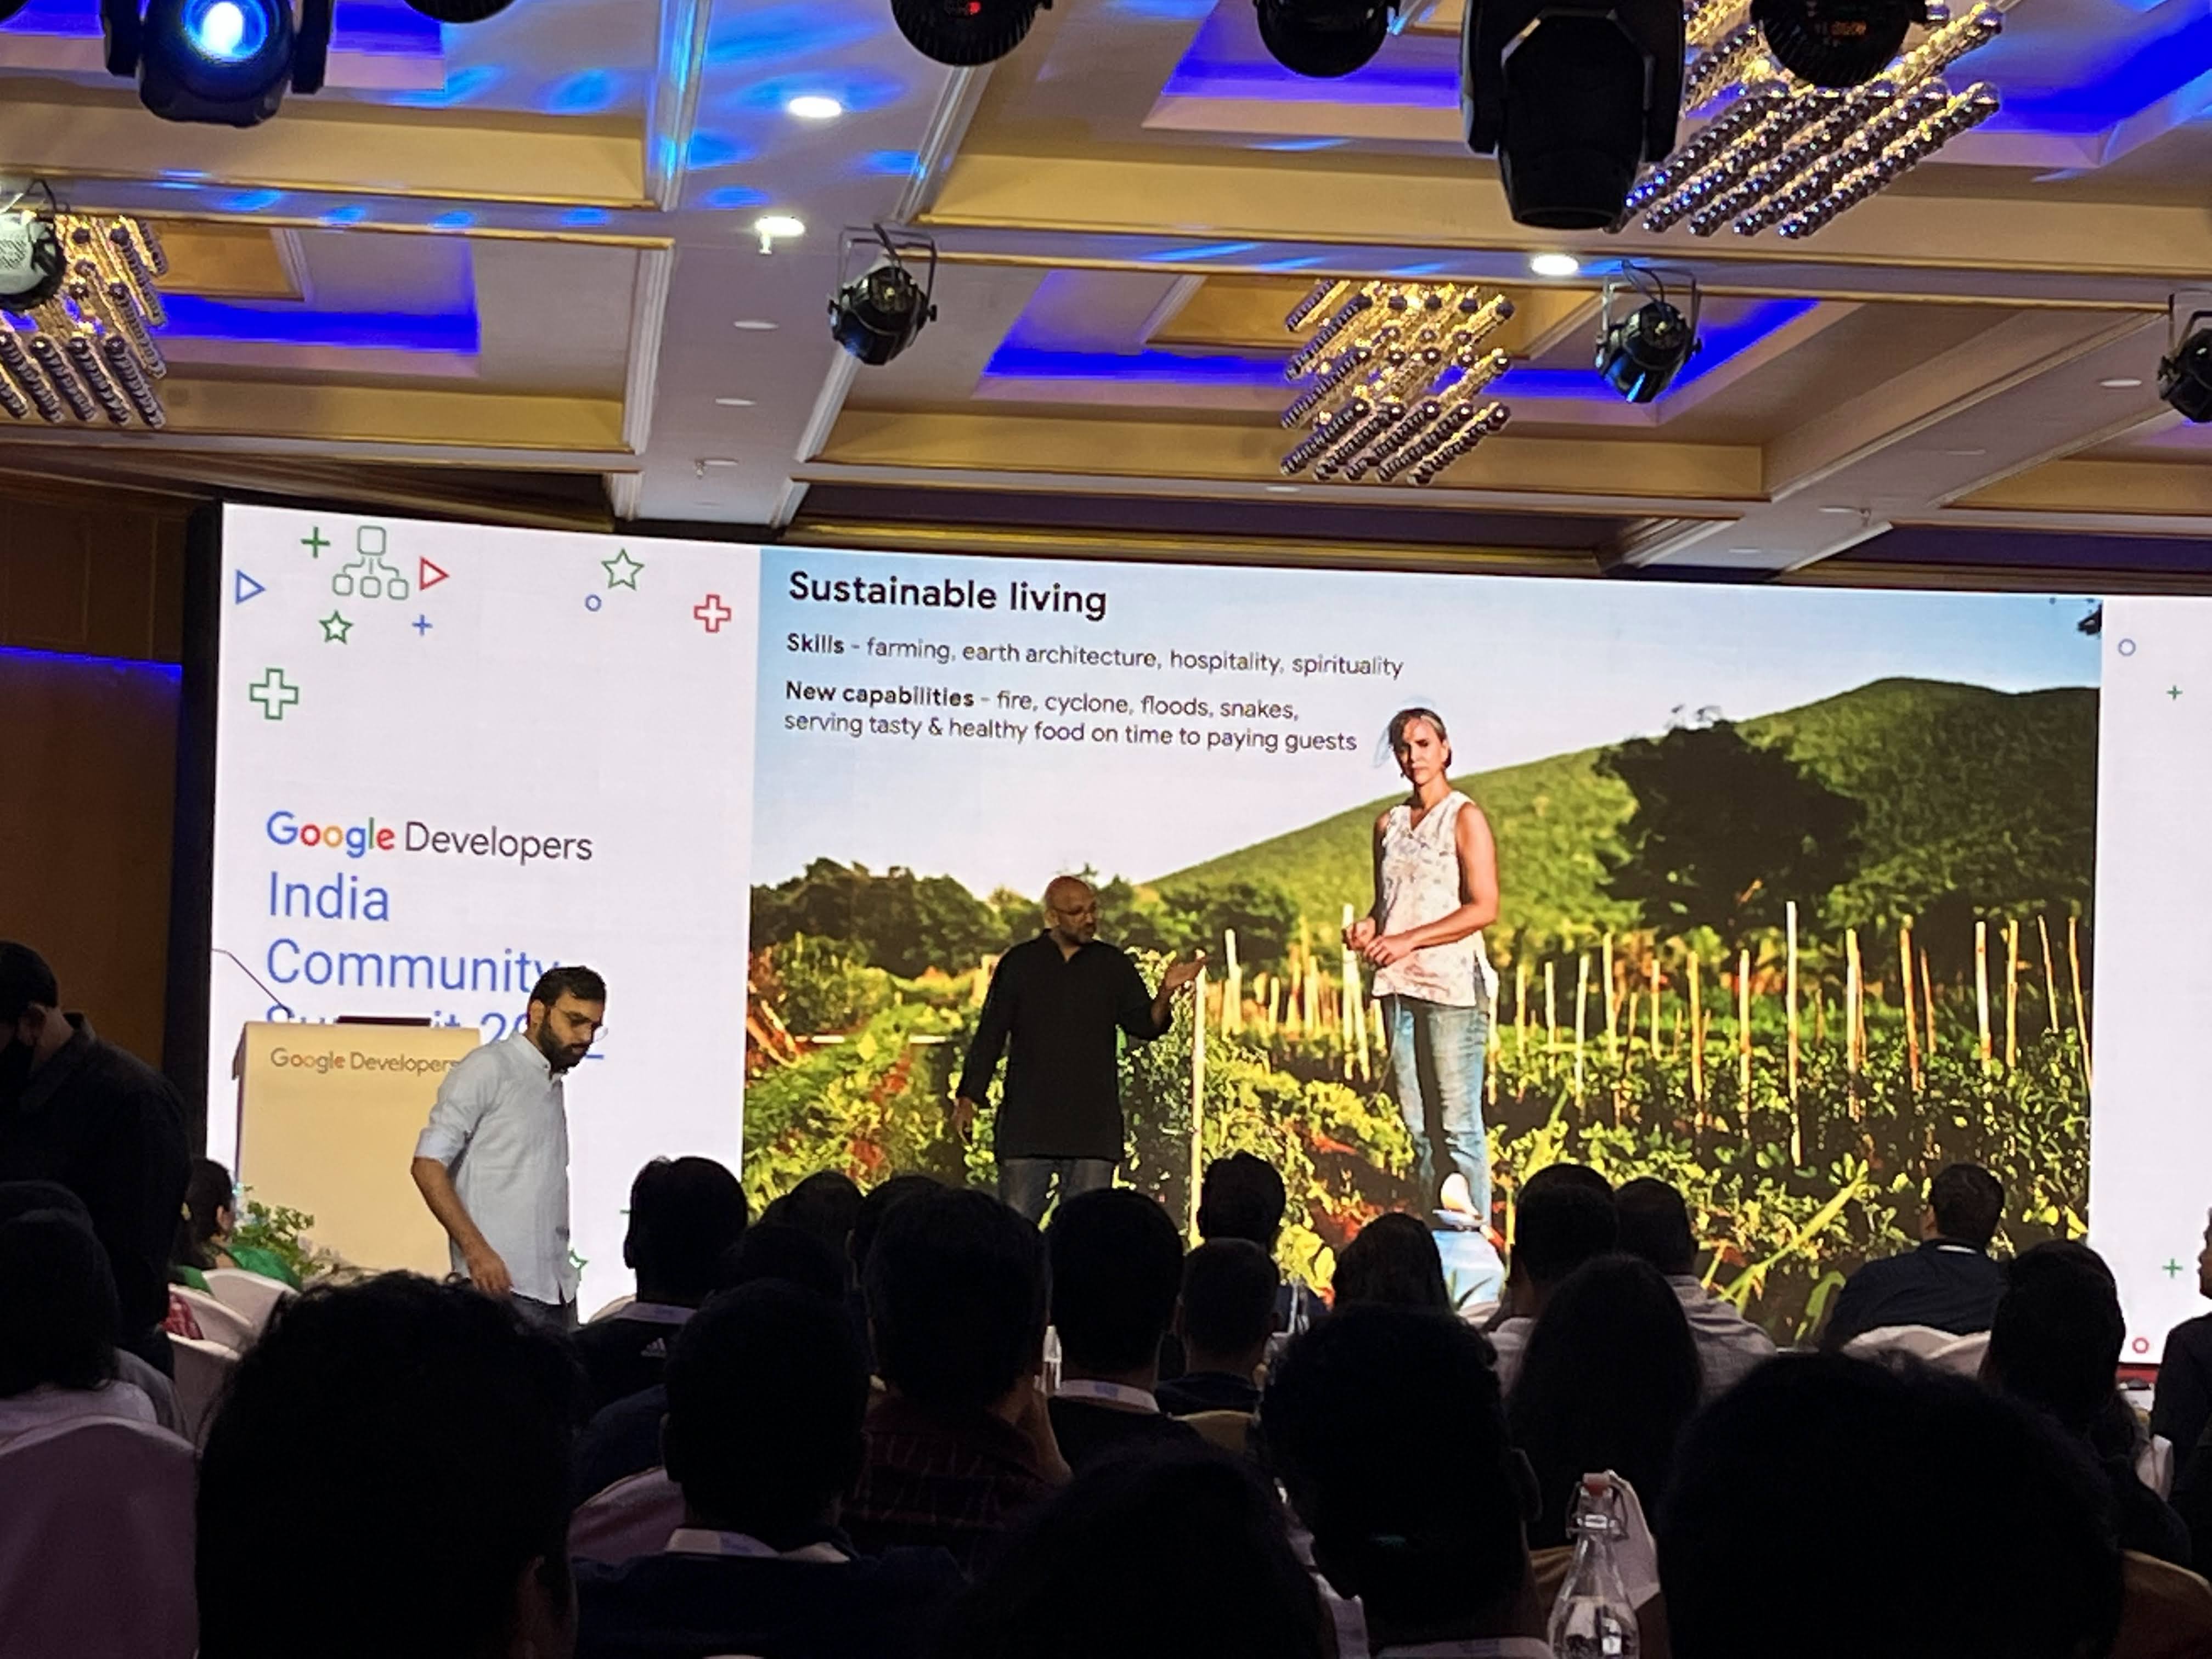 Sustainable living
Skills - farming, earth architecture, hospitality, spirituality
New capabilities - fire, cyclone, floods, snakes,
serving tasty & healthy food on time to paying guests
Google Developers
India
Community
Google Developers